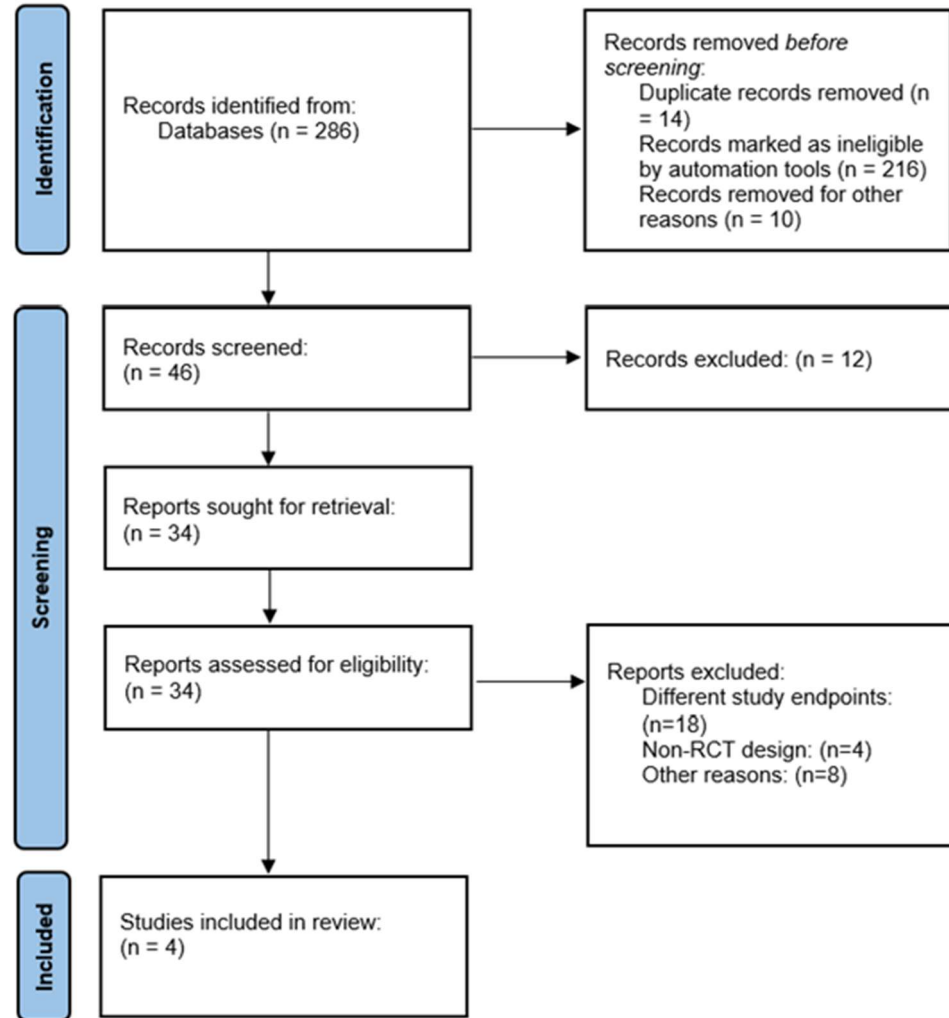 Identification
Records identified from:
Databases (n = 286)
Records removed before
screening:
Duplicate records removed (n
= 14)
Records marked as ineligible
by automation tools (n = 216)
Records removed for other
reasons (n = 10)
Screening
Records screened:
(n = 46)
Records excluded: (n = 12)
Reports sought for retrieval:
(n = 34)
Reports assessed for eligibility:
(n = 34)
Reports excluded:
Different study endpoints:
(n=18)
Non-RCT design: (n=4)
Other reasons: (n=8)
Included
Studies included in review:
(n = 4)